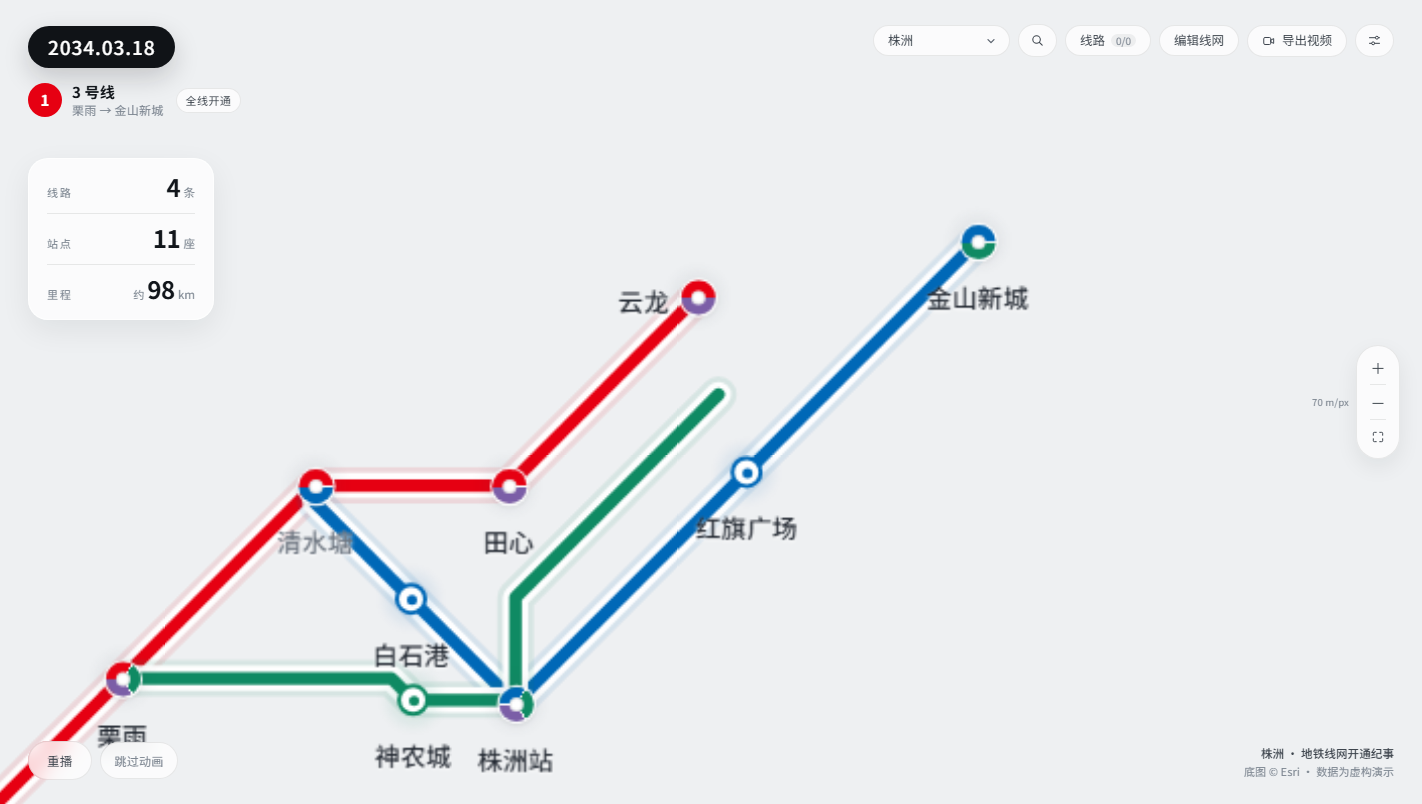 2034.03.18
株洲
线路 0/0
编辑线网
导出视频
1
3 号线
栗雨 → 金山新城
全线开通
线路 4 条
站点 11 座
里程 约 98 km
云龙
金山新城
70 m/px
清水塘
田心
红旗广场
白石港
栗雨
神农城
株洲站
重播
跳过动画
株洲 · 地铁线网开通纪事
底图 © Esri · 数据为虚构演示